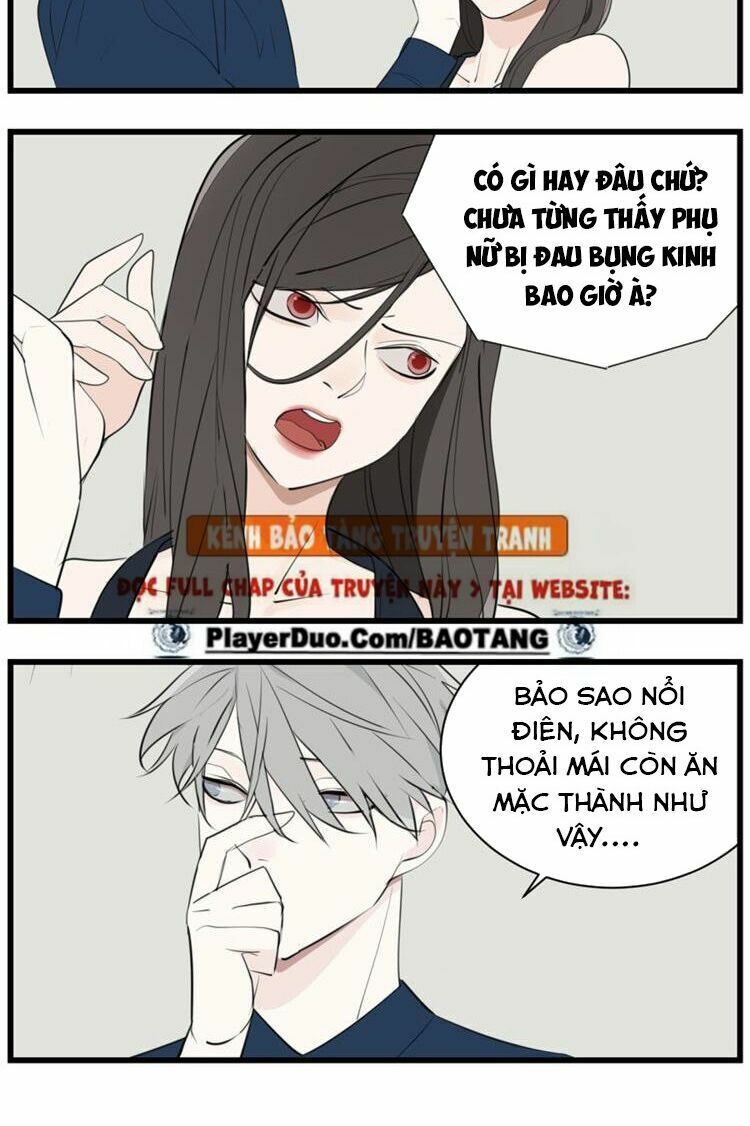 CÓ GÌ HAY ĐÂU CHỨ?
CHƯA TỪNG THẤY PHỤ
NỮ BỊ ĐAU BỤNG KINH
BAO GIỜ À?
KÊNH BẢO TÀNG TRUYỆN TRANH
ĐỌC FULL CHAP CỦA TRUYỆN NÀY > TẠI WEBSITE:
PlayerDuo.Com/BAOTANG
BẢO SAO NỔI
ĐIÊN, KHÔNG
THOẢI MÁI CÒN ĂN
MẶC THÀNH NHƯ
VẬY....